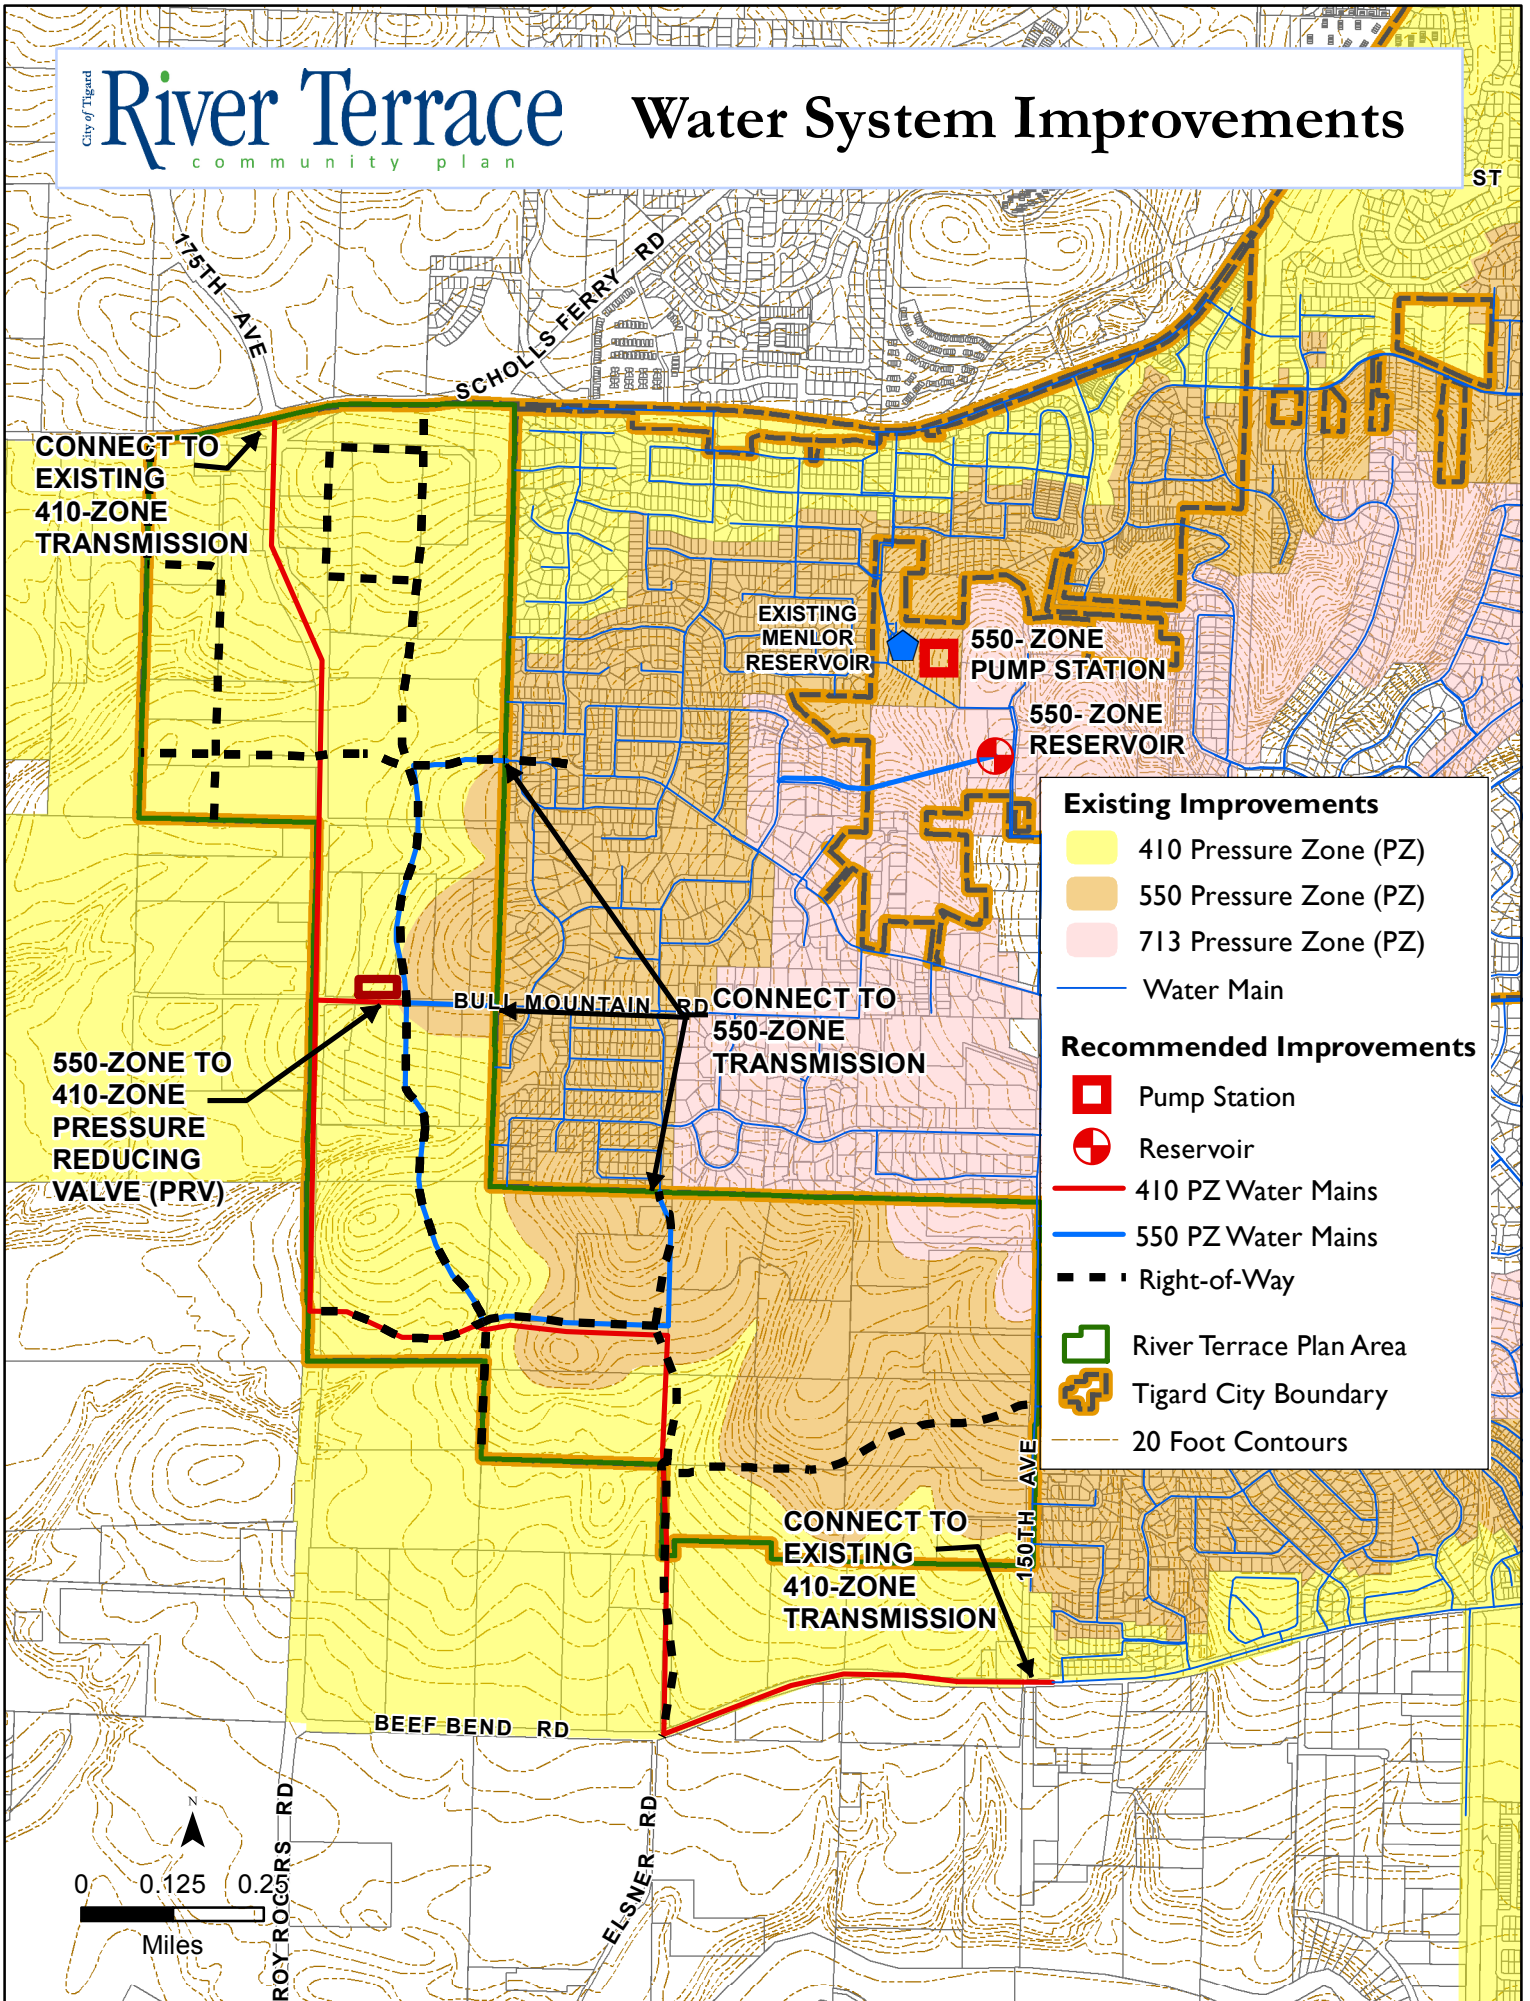 City of Tigard
River Terrace
community plan
Water System Improvements
ST
175TH AVE
SCHOLLS FERRY RD
CONNECT TO
EXISTING
410-ZONE
TRANSMISSION
EXISTING
MENLOR
RESERVOIR
550- ZONE
PUMP STATION
550- ZONE
RESERVOIR
Existing Improvements
410 Pressure Zone (PZ)
550 Pressure Zone (PZ)
713 Pressure Zone (PZ)
Water Main
Recommended Improvements
Pump Station
Reservoir
410 PZ Water Mains
550 PZ Water Mains
Right-of-Way
River Terrace Plan Area
Tigard City Boundary
20 Foot Contours
BULL MOUNTAIN RD
CONNECT TO
550-ZONE
TRANSMISSION
550-ZONE TO
410-ZONE
PRESSURE
REDUCING
VALVE (PRV)
150TH AVE
CONNECT TO
EXISTING
410-ZONE
TRANSMISSION
BEEF BEND RD
ROY ROGERS RD
ELSNER RD
N
0 0.125 0.25
Miles